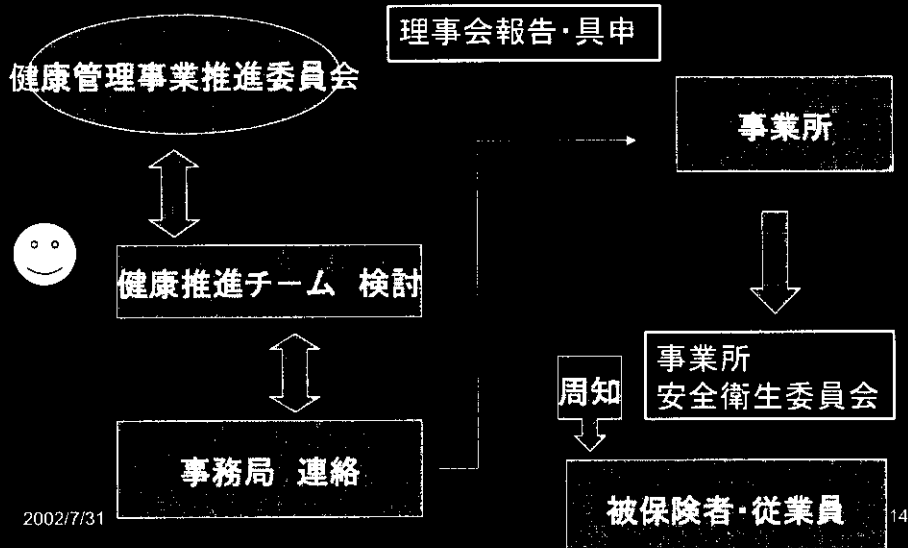 理事会報告・具申
健康管理事業推進委員会
事業所
健康推進チーム 検討
事業所
安全衛生委員会
周知
事務局 連絡
被保険者・従業員
2002/7/31
14